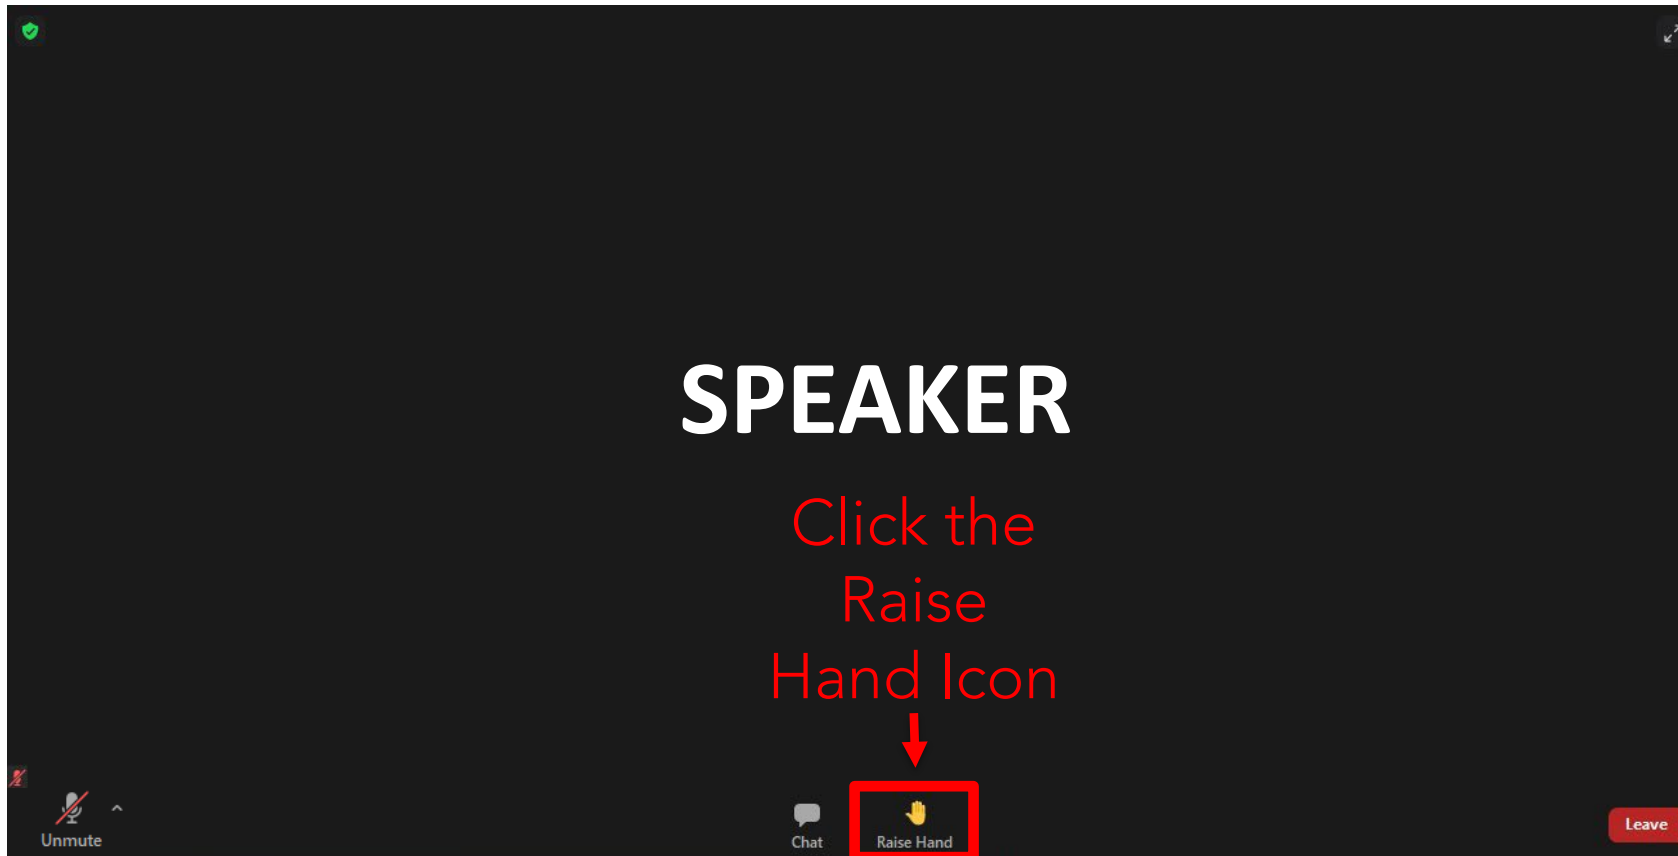 SPEAKER
Click the
Raise
Hand Icon
Unmute
Chat
Raise Hand
Leave